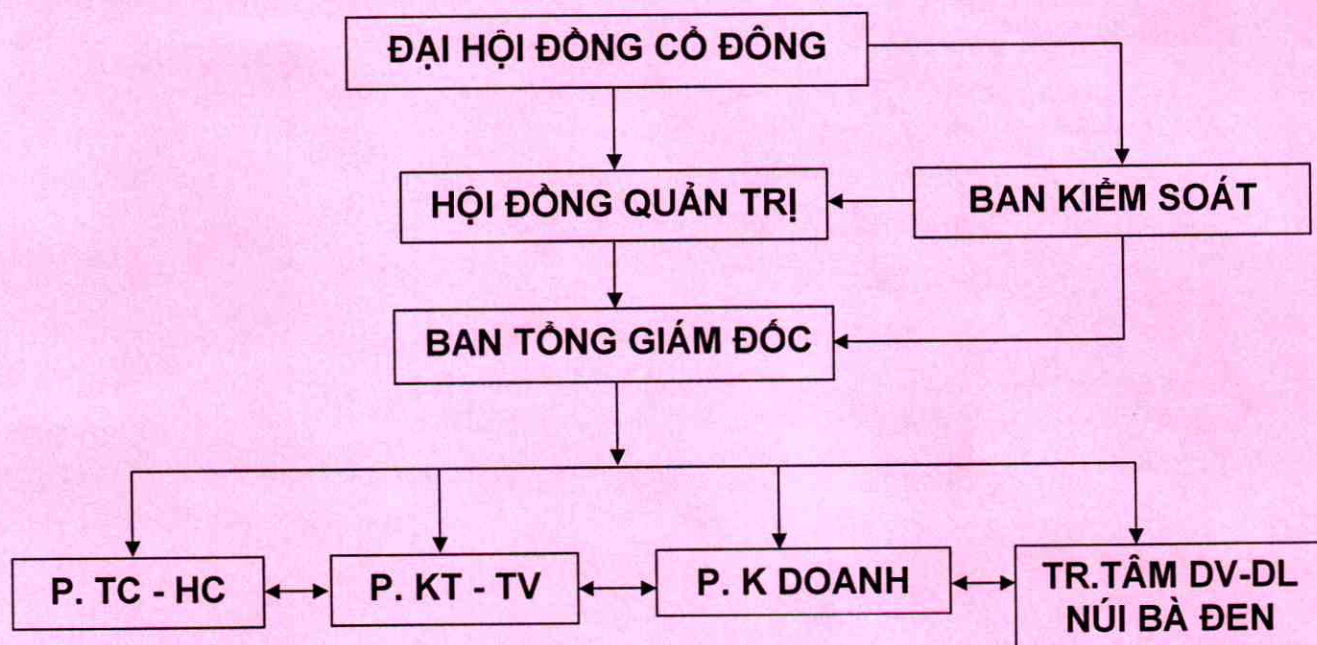 ĐẠI HỘI ĐỒNG CỔ ĐÔNG
HỘI ĐỒNG QUẢN TRỊ
BAN KIỂM SOÁT
BAN TỔNG GIÁM ĐỐC
P. TC - HC
P. KT - TV
P. K DOANH
TR.TÂM DV-DL
NÚI BÀ ĐEN